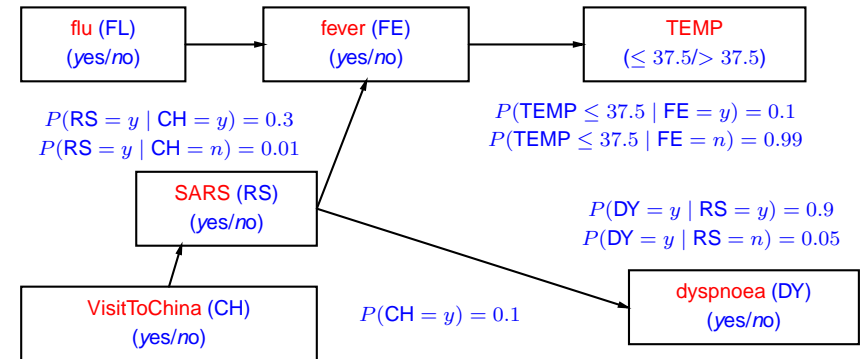 flu (FL)
(yes/no)
fever (FE)
(yes/no)
TEMP
(≤ 37.5/> 37.5)
P(RS = y | CH = y) = 0.3
P(RS = y | CH = n) = 0.01
P(TEMP ≤ 37.5 | FE = y) = 0.1
P(TEMP ≤ 37.5 | FE = n) = 0.99
SARS (RS)
(yes/no)
P(DY = y | RS = y) = 0.9
P(DY = y | RS = n) = 0.05
VisitToChina (CH)
(yes/no)
P(CH = y) = 0.1
dyspnoea (DY)
(yes/no)